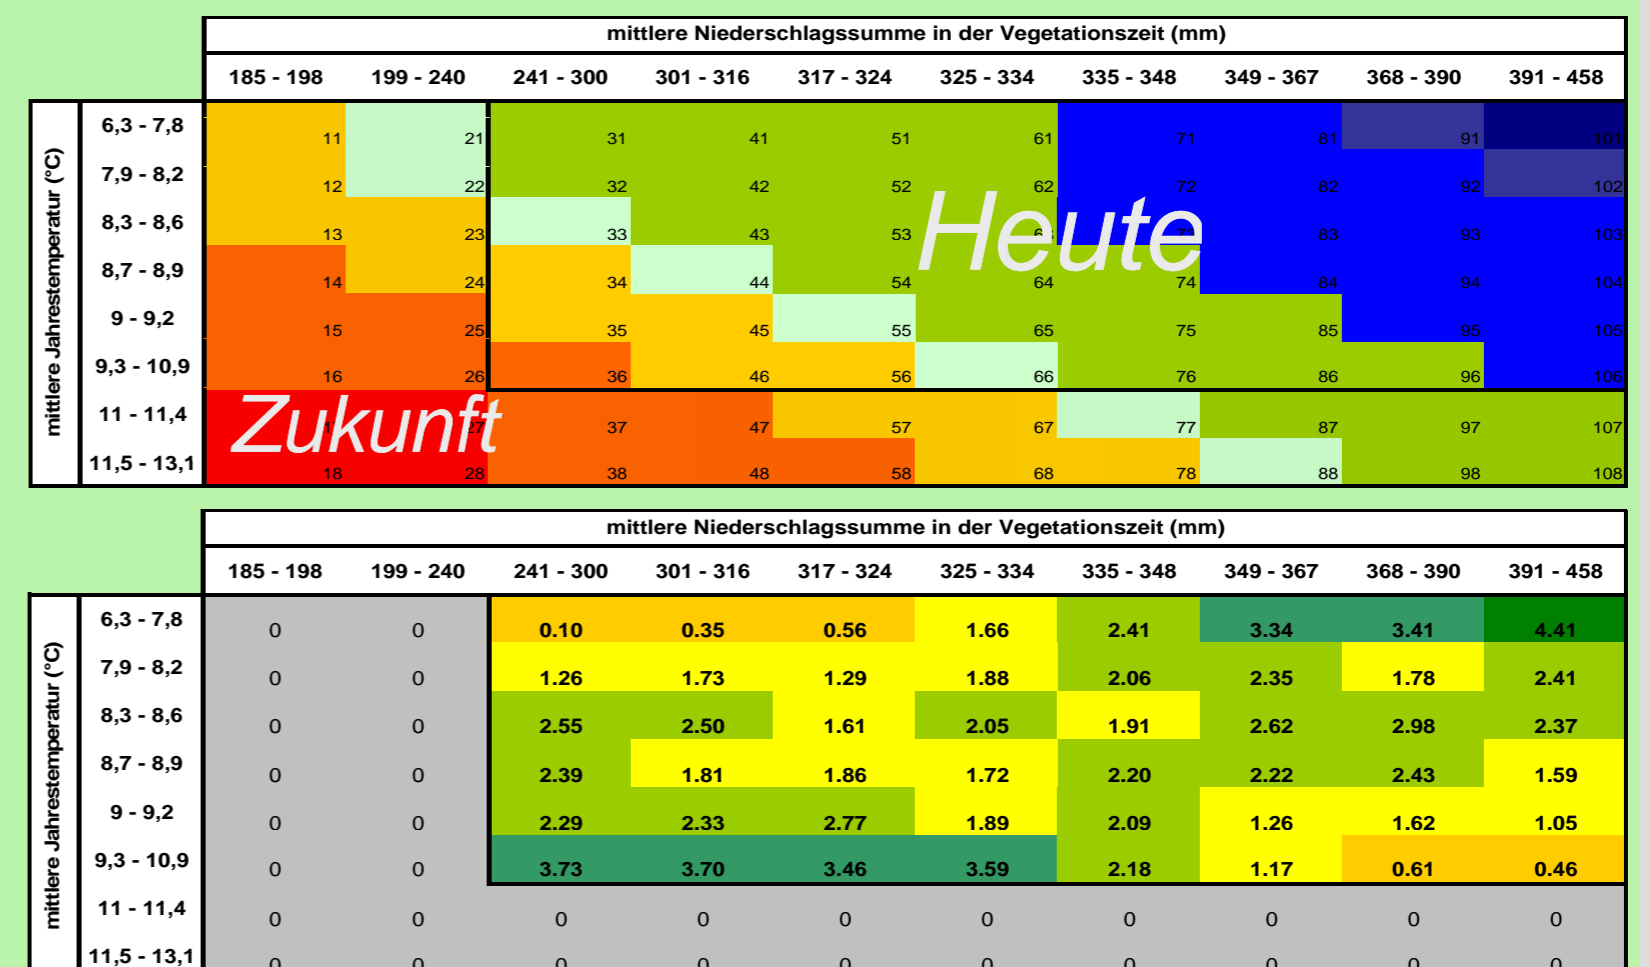 mittlere Niederschlagssumme in der Vegetationszeit (mm)
185 - 198 199 - 240 241 - 300 301 - 316 317 - 324 325 - 334 335 - 348 349 - 367 368 - 390 391 - 458
mittlere Jahrestemperatur (°C)
6,3 - 7,8 11 21 31 41 51 61 71 81 91 101
7,9 - 8,2 12 22 32 42 52 62 72 82 92 102
8,3 - 8,6 13 23 33 43 53 83 93 103
Heute
8,7 - 8,9 14 24 34 44 54 64 74 84 94 104
9 - 9,2 15 25 35 45 55 65 75 85 95 105
9,3 - 10,9 16 26 36 46 56 66 76 86 96 106
11 - 11,4 27 37 47 57 67 77 87 97 107
Zukunft
11,5 - 13,1 18 28 38 48 58 68 78 88 98 108
mittlere Niederschlagssumme in der Vegetationszeit (mm)
185 - 198 199 - 240 241 - 300 301 - 316 317 - 324 325 - 334 335 - 348 349 - 367 368 - 390 391 - 458
mittlere Jahrestemperatur (°C)
6,3 - 7,8 0 0 0.10 0.35 0.56 1.66 2.41 3.34 3.41 4.41
7,9 - 8,2 0 0 1.26 1.73 1.29 1.88 2.06 2.35 1.78 2.41
8,3 - 8,6 0 0 2.55 2.50 1.61 2.05 1.91 2.62 2.98 2.37
8,7 - 8,9 0 0 2.39 1.81 1.86 1.72 2.20 2.22 2.43 1.59
9 - 9,2 0 0 2.29 2.33 2.77 1.89 2.09 1.26 1.62 1.05
9,3 - 10,9 0 0 3.73 3.70 3.46 3.59 2.18 1.17 0.61 0.46
11 - 11,4 0 0 0 0 0 0 0 0 0 0
11,5 - 13,1 0 0 0 0 0 0 0 0 0 0